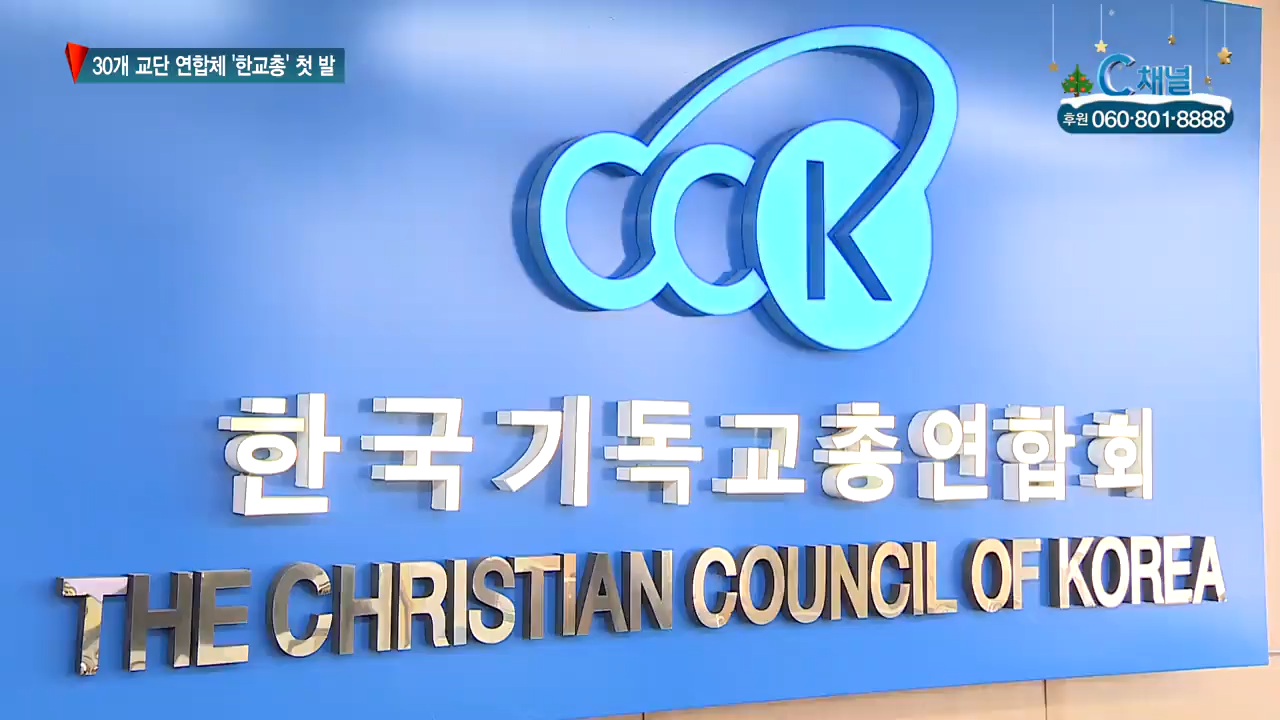 30개 교단 연합체 '한교총' 첫 발
C채널
후원 060·801·8888
CCK
한국기독교총연합회
THE CHRISTIAN COUNCIL OF KOREA